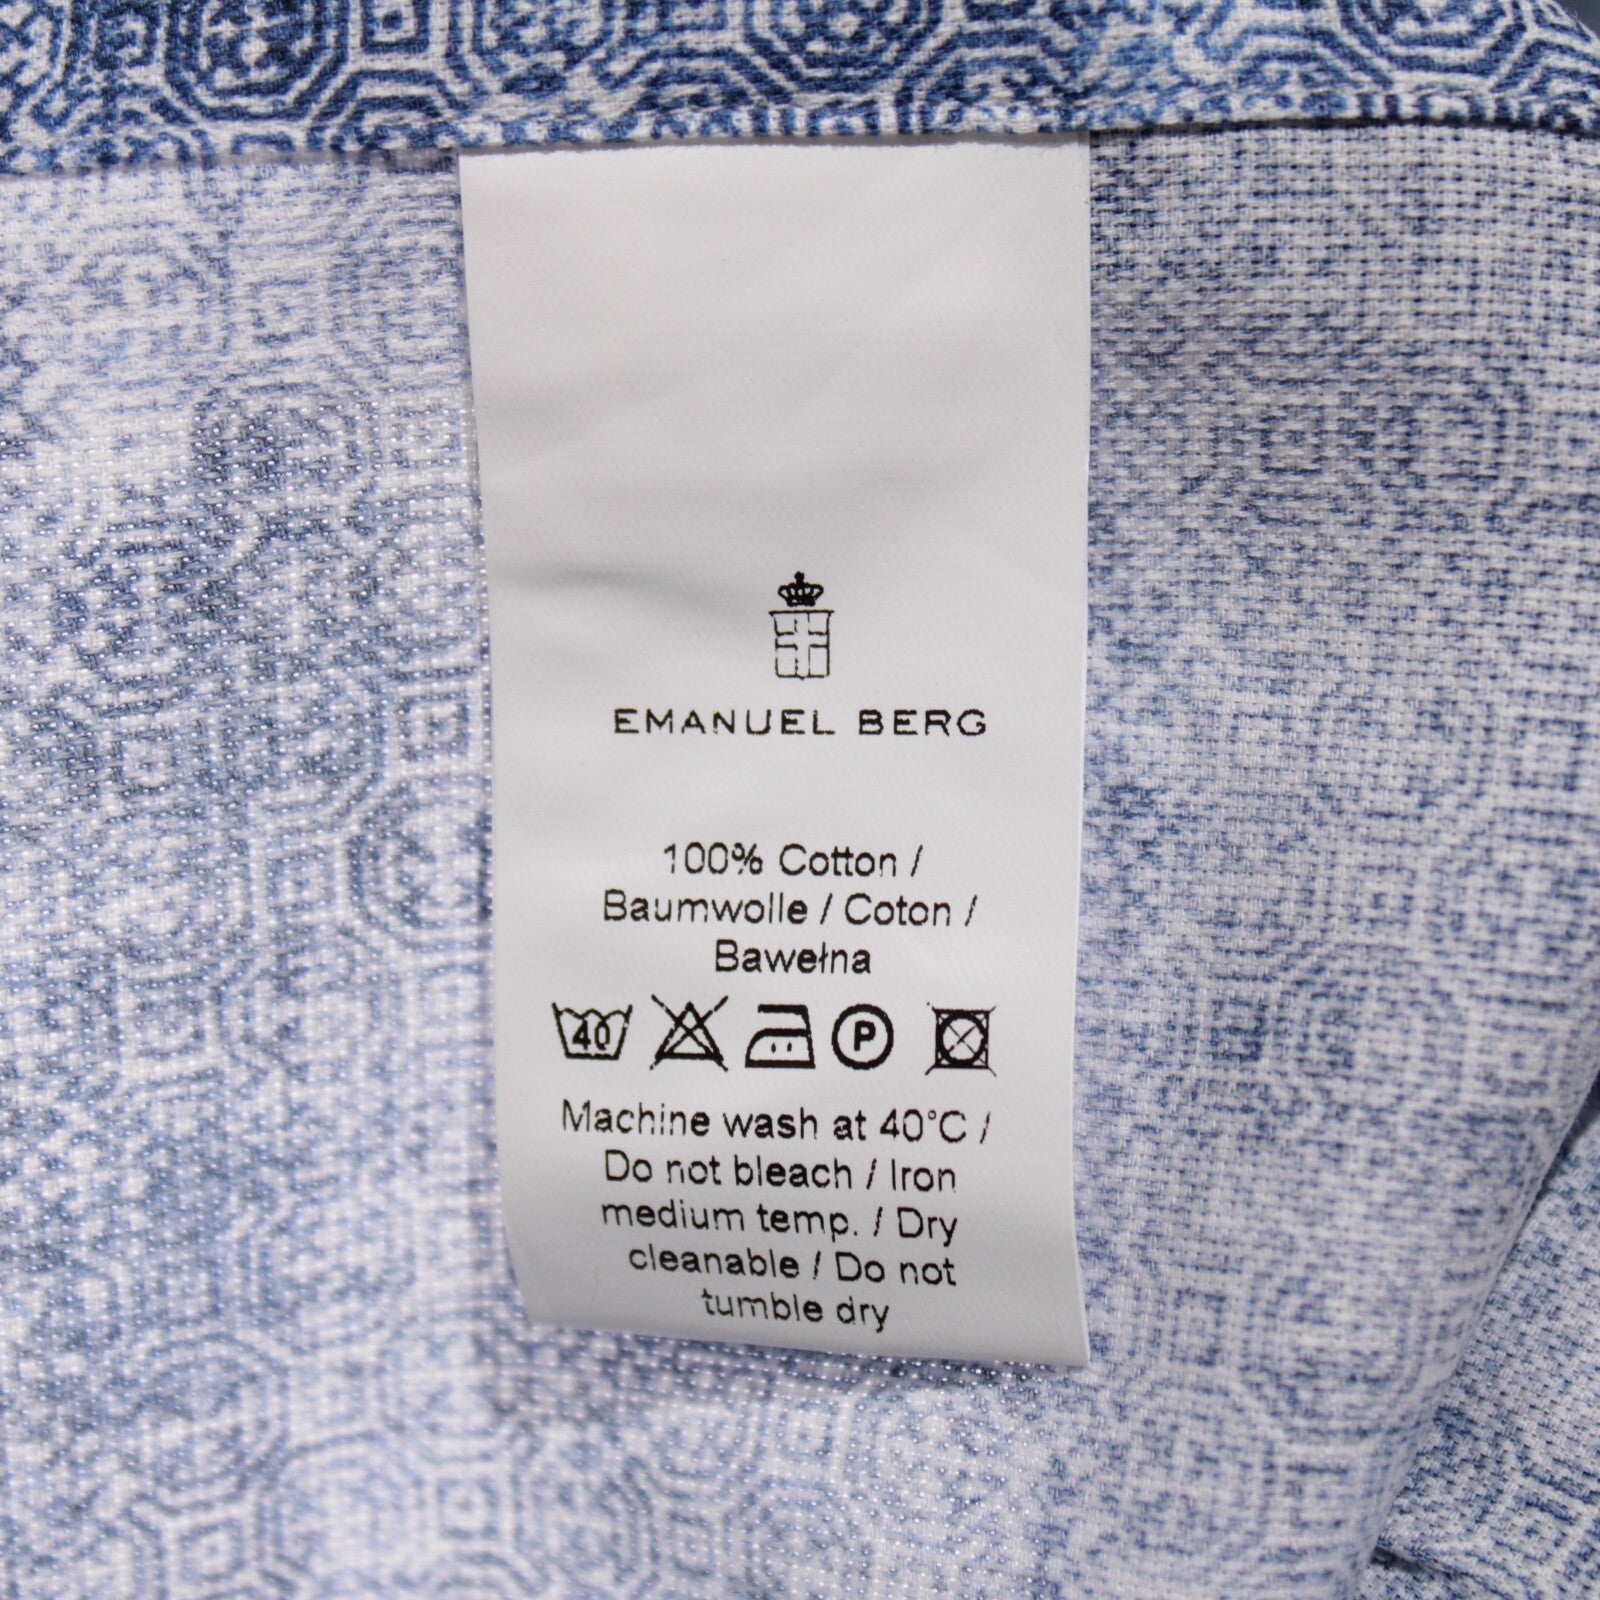 EMANUEL BERG
100% Cotton /
Baumwolle / Coton /
Bawełna
40 P
Machine wash at 40°C /
Do not bleach / Iron
medium temp. / Dry
cleanable / Do not
tumble dry